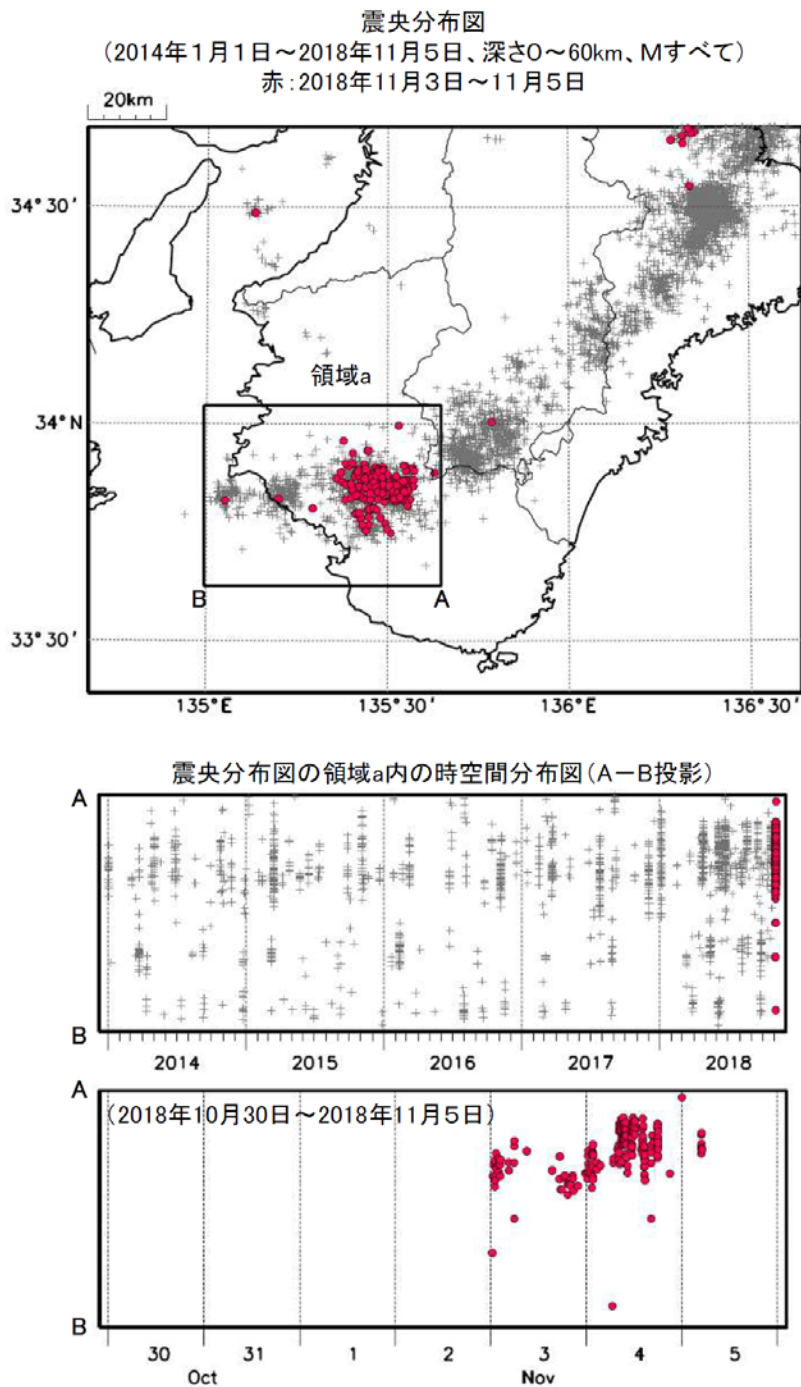 震央分布図
(2014年1月1日～2018年11月5日、深さ0～60km、Mすべて)
赤:2018年11月3日～11月5日
20km
34°30′
領域a
34°N
B
A
33°30′
135°E
135°30′
136°E
136°30′
震央分布図の領域a内の時空間分布図(A－B投影)
A
B
2014
2015
2016
2017
2018
A
(2018年10月30日～2018年11月5日)
B
30
31
1
2
3
4
5
Oct
Nov